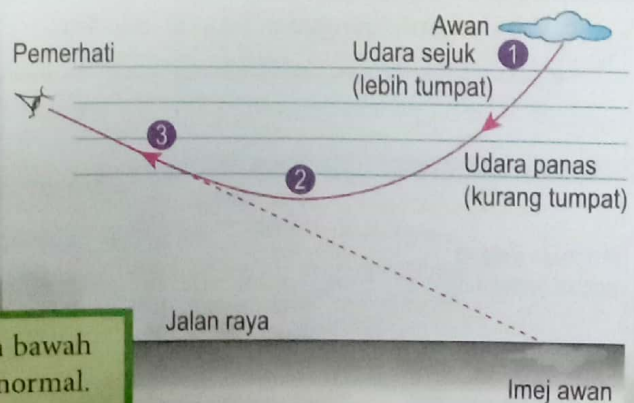 Awan
Pemerhati
Udara sejuk 1
(lebih tumpat)
3
Udara panas
2
(kurang tumpat)
Jalan raya
bawah
normal.
Imej awan